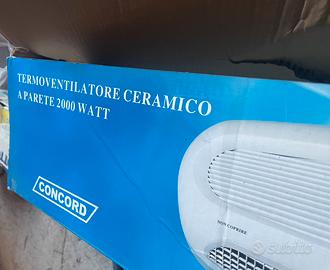 TERMOVENTILATORE CERAMICO
A PARETE 2000 WATT
CONCORD
NON COPRIRE
subito